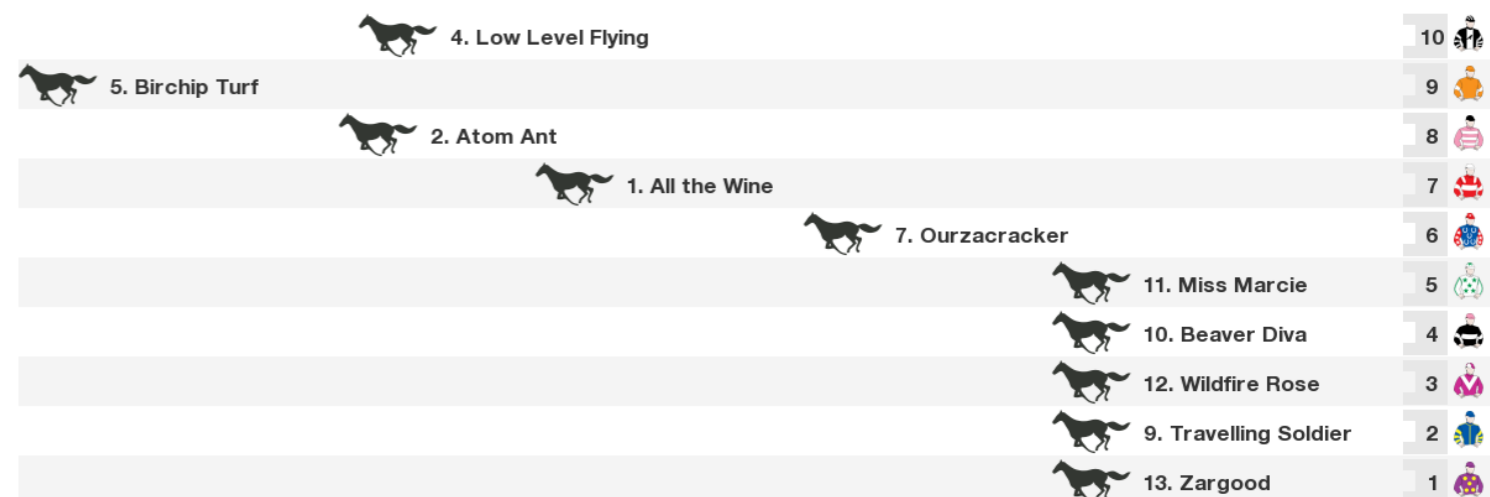 4. Low Level Flying 10
5. Birchip Turf 9
2. Atom Ant 8
1. All the Wine 7
7. Ourzacracker 6
11. Miss Marcie 5
10. Beaver Diva 4
12. Wildfire Rose 3
9. Travelling Soldier 2
13. Zargood 1